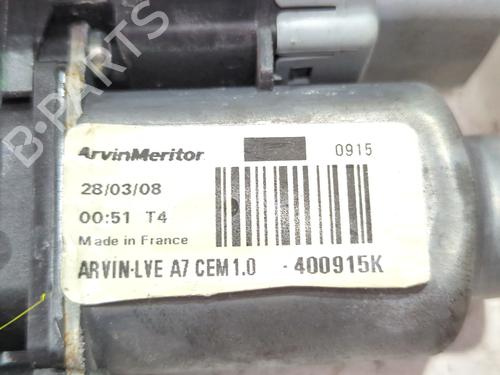 B-PARTS
ArvinMeritor 0915
28/03/08
00:51 T4
Made in France
ARVIN-LVE A7 CEM1.0 -400915K